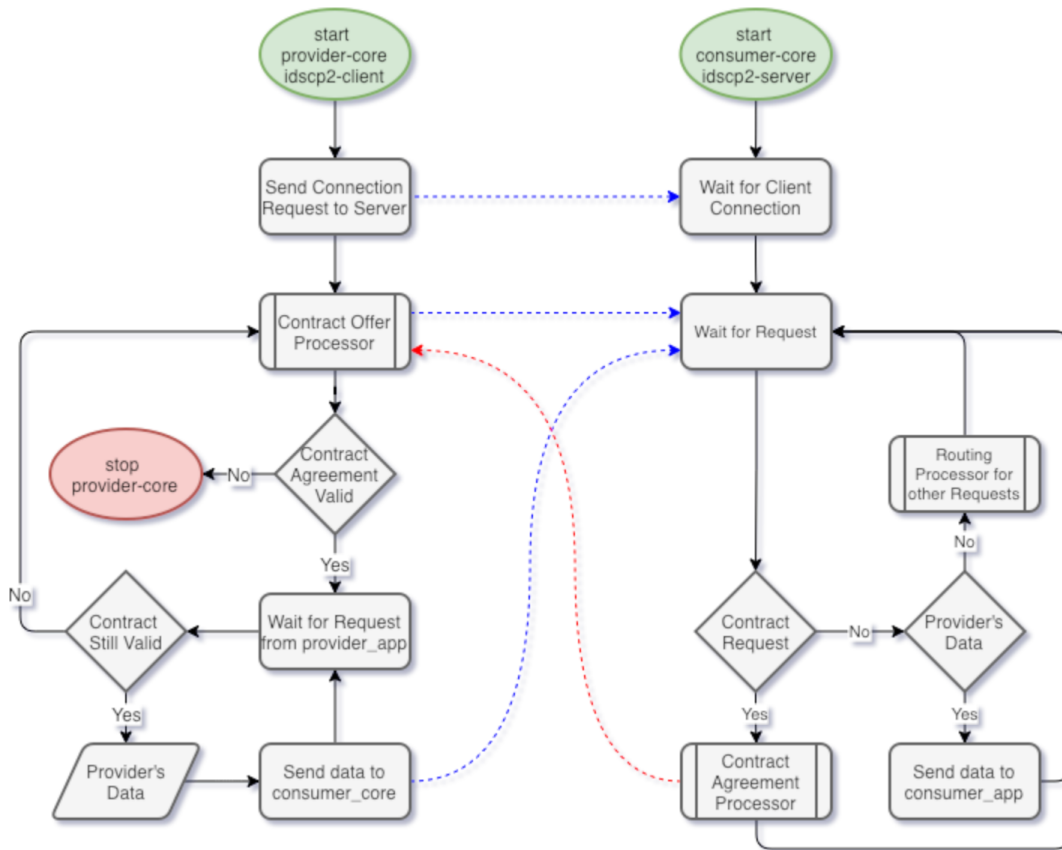 start
provider-core
idscp2-client
start
consumer-core
idscp2-server
Send Connection
Request to Server
Wait for Client
Connection
Contract Offer
Processor
Wait for Request
Contract
Agreement
Valid
No
stop
provider-core
Routing
Processor for
other Requests
Yes
No
No
Contract
Still Valid
Wait for Request
from provider_app
Contract
Request
No
Provider's
Data
Yes
Yes
Yes
Provider's
Data
Send data to
consumer_core
Contract
Agreement
Processor
Send data to
consumer_app